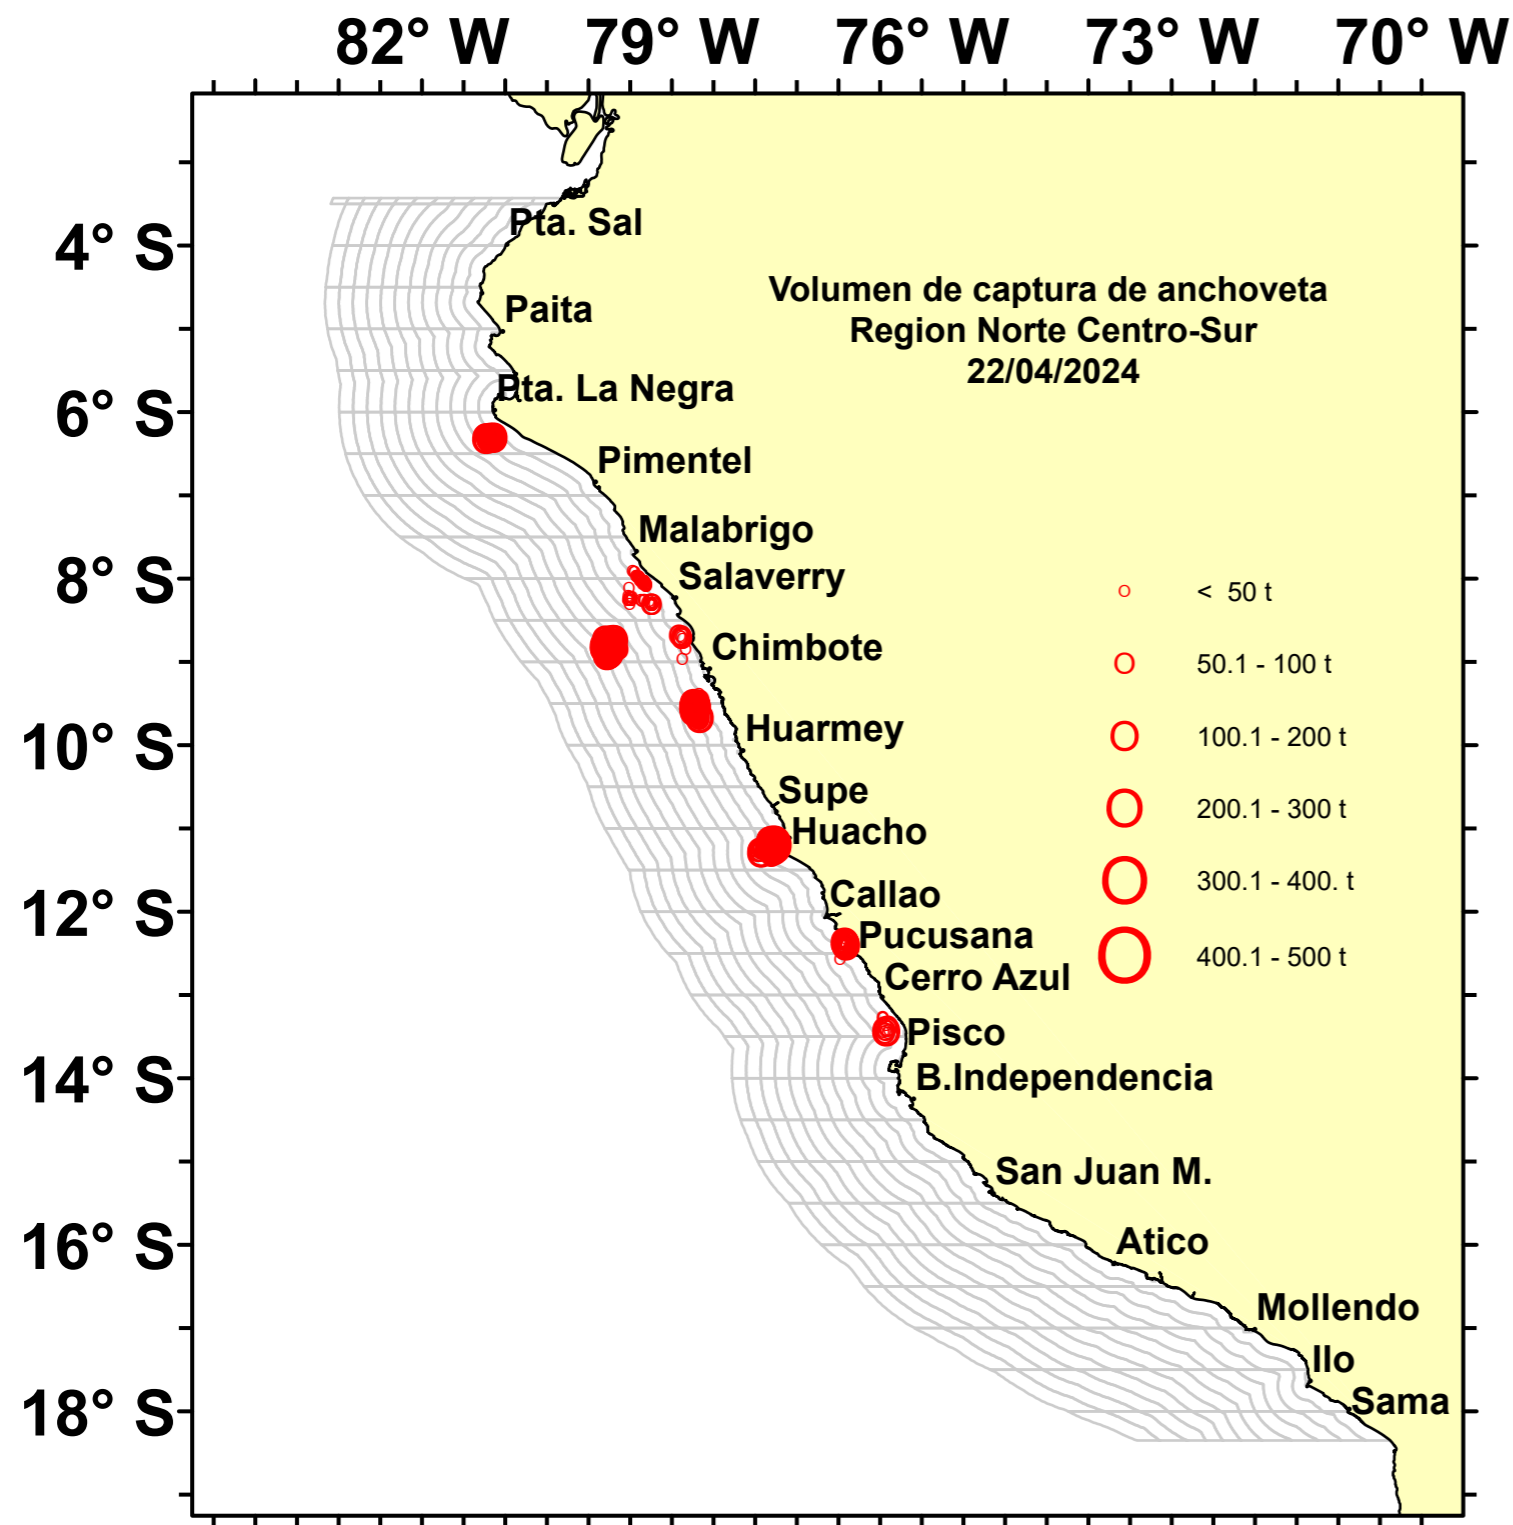 82° W 79° W 76° W 73° W 70° W
Pta. Sal
4° S
Volumen de captura de anchoveta
Paita
Region Norte Centro-Sur
22/04/2024
Pta. La Negra
6° S
Pimentel
Malabrigo
8° S
Salaverry
< 50 t
Chimbote
50.1 - 100 t
Huarmey
100.1 - 200 t
10° S
Supe
200.1 - 300 t
Huacho
300.1 - 400. t
Callao
12° S
Pucusana
400.1 - 500 t
Cerro Azul
Pisco
14° S
B.Independencia
San Juan M.
Atico
16° S
Mollendo
Ilo
Sama
18° S